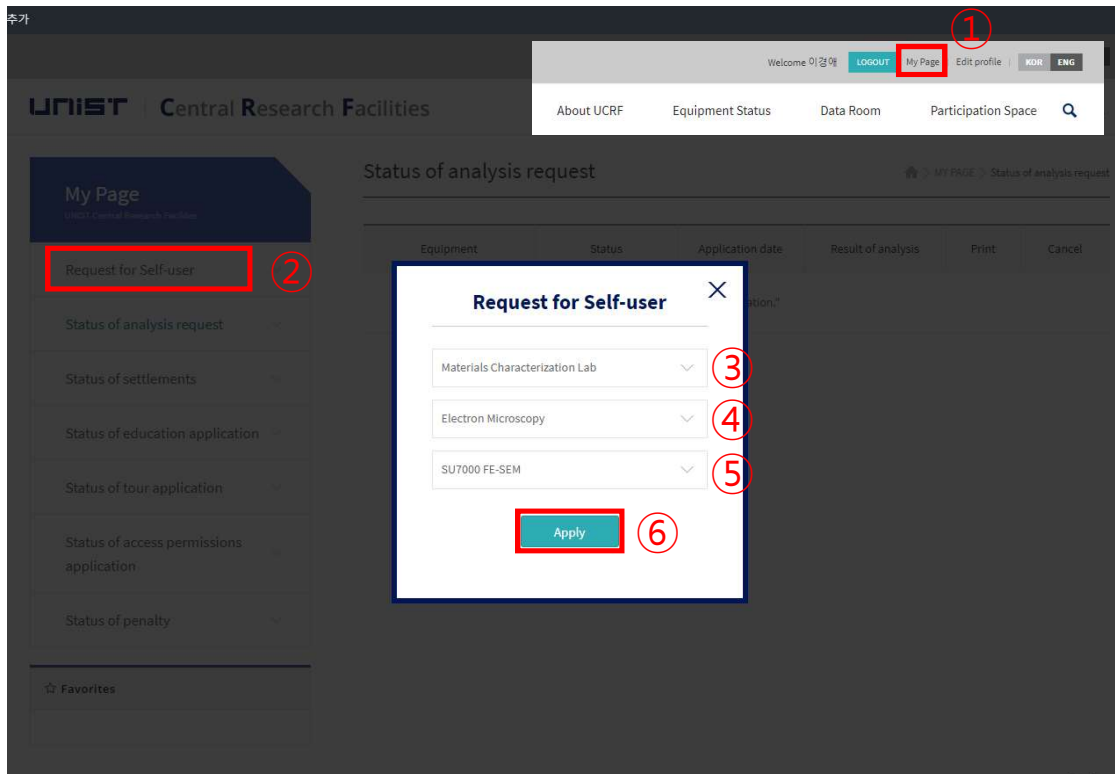 추가
①
Welcome 이경애 LOGOUT My Page Edit profile KOR ENG
UNIST Central Research Facilities
About UCRF Equipment Status Data Room Participation Space
My Page
UNIST Central Research Facilities
Status of analysis request
MY PAGE > Status of analysis request
Request for Self-user ②
Status of analysis request
Status of settlements
Status of education application
Status of tour application
Status of access permissions
application
Status of penalty
☆ Favorites
Equipment Status Application date Result of analysis Print Cancel
Request for Self-user X
Materials Characterization Lab ③
Electron Microscopy ④
SU7000 FE-SEM ⑤
Apply ⑥